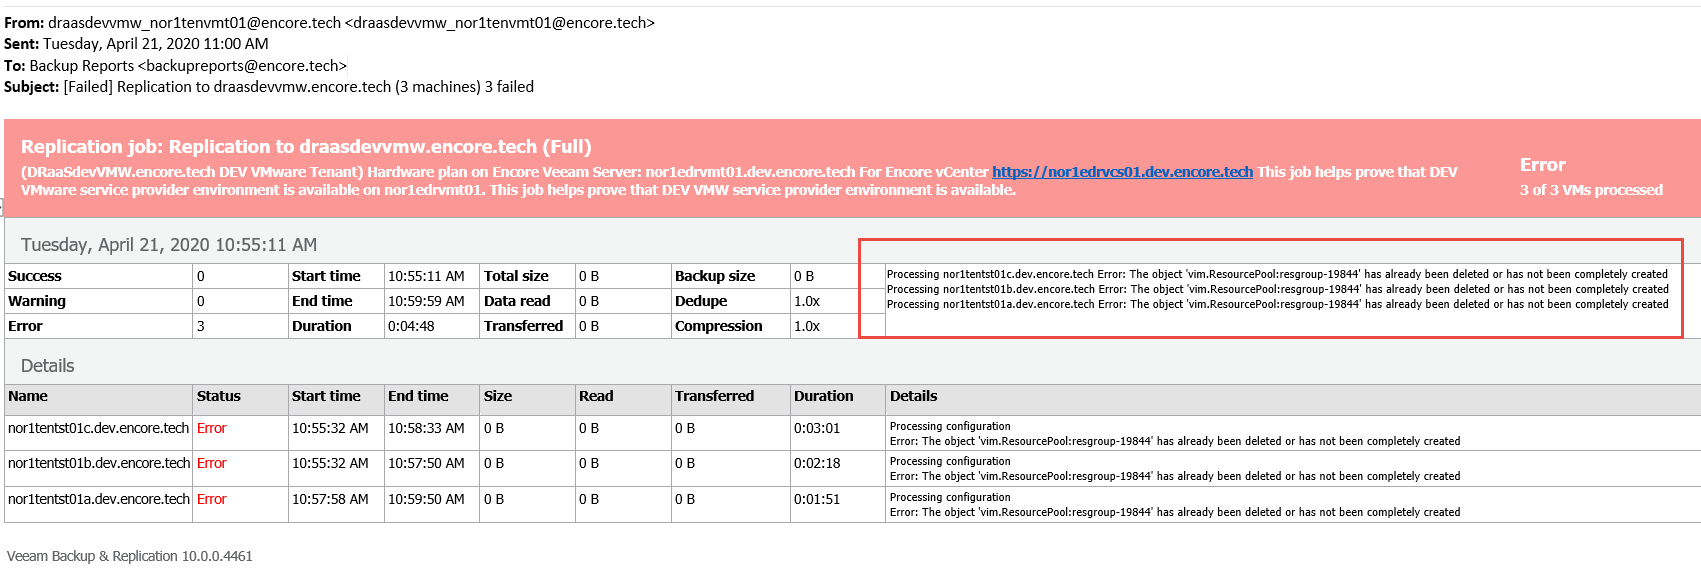 From: draasdevvmw_nor1tenvmt01@encore.tech <draasdevvmw_nor1tenvmt01@encore.tech>
Sent: Tuesday, April 21, 2020 11:00 AM
To: Backup Reports <backupreports@encore.tech>
Subject: [Failed] Replication to draasdevvmw.encore.tech (3 machines) 3 failed
Replication job: Replication to draasdevvmw.encore.tech (Full)
(DRaaSdevVMW.encore.tech DEV VMware Tenant) Hardware plan on Encore Veeam Server: nor1edrvmt01.dev.encore.tech For Encore vCenter https://nor1edrvcs01.dev.encore.tech This job helps prove that DEV
VMware service provider environment is available on nor1edrvmt01. This job helps prove that DEV VMW service provider environment is available.
Error
3 of 3 VMs processed
Tuesday, April 21, 2020 10:55:11 AM
Success 0 Start time 10:55:11 AM Total size 0 B Backup size 0 B
Warning 0 End time 10:59:59 AM Data read 0 B Dedupe 1.0x
Error 3 Duration 0:04:48 Transferred 0 B Compression 1.0x
Processing nor1tentst01c.dev.encore.tech Error: The object 'vim.ResourcePool:resgroup-19844' has already been deleted or has not been completely created
Processing nor1tentst01b.dev.encore.tech Error: The object 'vim.ResourcePool:resgroup-19844' has already been deleted or has not been completely created
Processing nor1tentst01a.dev.encore.tech Error: The object 'vim.ResourcePool:resgroup-19844' has already been deleted or has not been completely created
Details
Name Status Start time End time Size Read Transferred Duration Details
nor1tentst01c.dev.encore.tech Error 10:55:32 AM 10:58:33 AM 0 B 0 B 0 B 0:03:01 Processing configuration
Error: The object 'vim.ResourcePool:resgroup-19844' has already been deleted or has not been completely created
nor1tentst01b.dev.encore.tech Error 10:55:32 AM 10:57:50 AM 0 B 0 B 0 B 0:02:18 Processing configuration
Error: The object 'vim.ResourcePool:resgroup-19844' has already been deleted or has not been completely created
nor1tentst01a.dev.encore.tech Error 10:57:58 AM 10:59:50 AM 0 B 0 B 0 B 0:01:51 Processing configuration
Error: The object 'vim.ResourcePool:resgroup-19844' has already been deleted or has not been completely created
Veeam Backup & Replication 10.0.0.4461